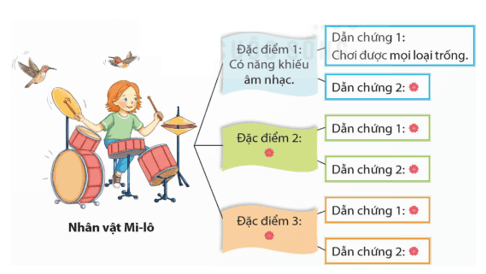 Đặc điểm 1:
Có năng khiếu
âm nhạc.
Dẫn chứng 1:
Chơi được mọi loại trống.
Dẫn chứng 2:
Đặc điểm 2:
Dẫn chứng 1:
Dẫn chứng 2:
Đặc điểm 3:
Dẫn chứng 1:
Dẫn chứng 2:
Nhân vật Mi-lô